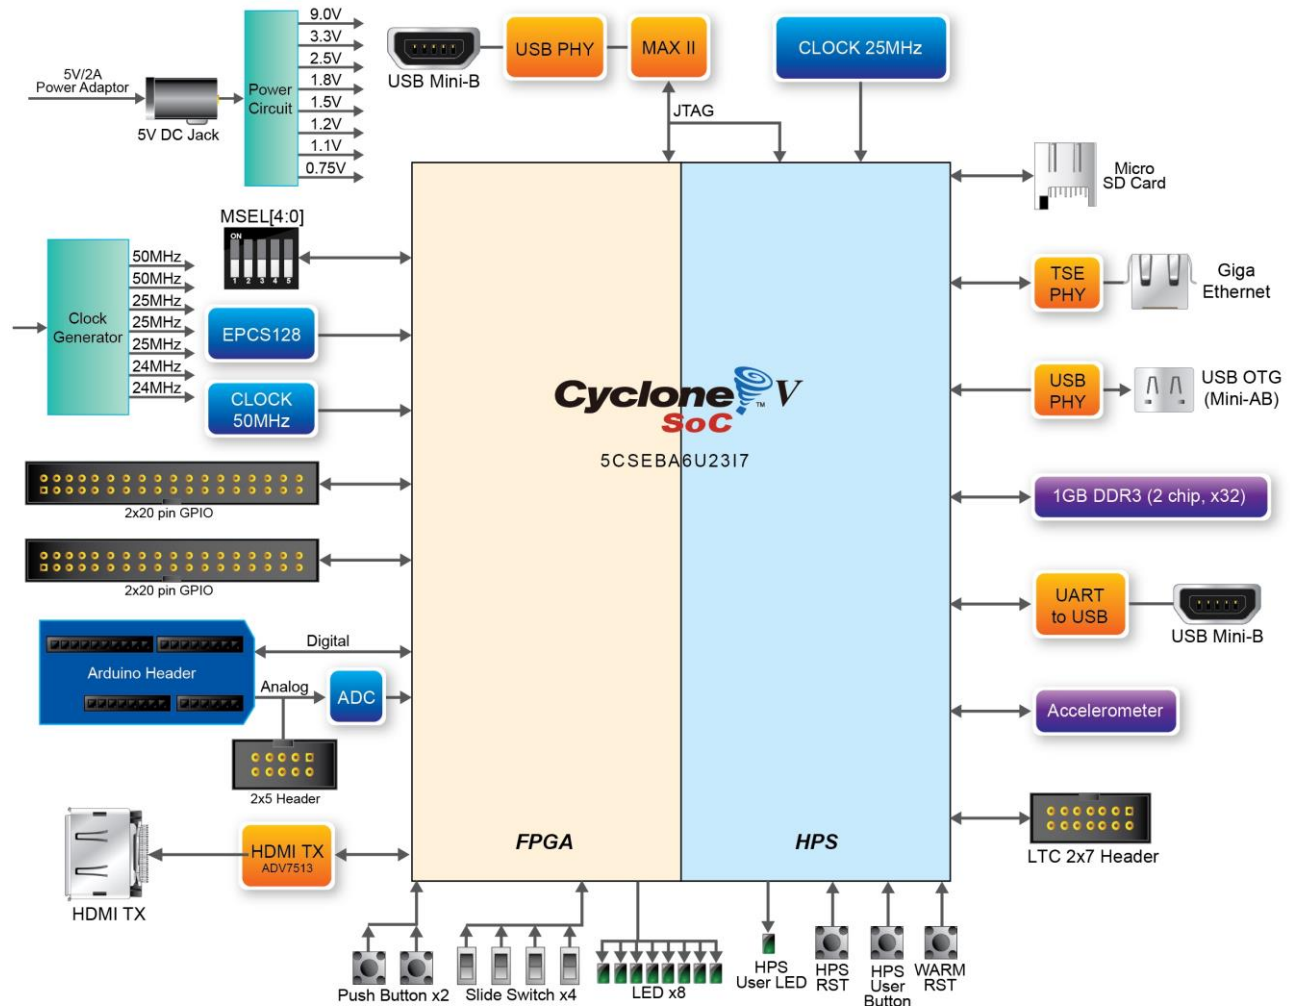 5V/2A
Power Adaptor
5V DC Jack
Power
Circuit
9.0V
3.3V
2.5V
1.8V
1.5V
1.2V
1.1V
0.75V
USB Mini-B
USB PHY
MAX II
CLOCK 25MHz
JTAG
Micro
SD Card
MSEL[4:0]
ON
1 2 3 4 5
Clock
Generator
50MHz
50MHz
25MHz
25MHz
25MHz
24MHz
24MHz
EPCS128
CLOCK
50MHz
TSE
PHY
Giga
Ethernet
USB
PHY
USB OTG
(Mini-AB)
Cyclone™ V
SoC
5CSEBA6U23I7
2x20 pin GPIO
2x20 pin GPIO
1GB DDR3 (2 chip, x32)
UART
to USB
USB Mini-B
Arduino Header
Digital
Analog
ADC
2x5 Header
Accelerometer
HDMI TX
HDMI TX
ADV7513
FPGA
HPS
LTC 2x7 Header
Push Button x2
Slide Switch x4
LED x8
HPS
User LED
HPS
RST
HPS
User
Button
WARM
RST